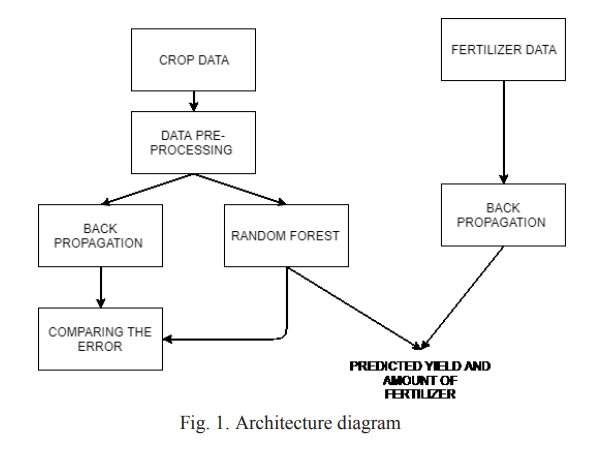 CROP DATA
FERTILIZER DATA
DATA PRE-
PROCESSING
BACK
PROPAGATION
RANDOM FOREST
BACK
PROPAGATION
COMPARING THE
ERROR
PREDICTED YIELD AND
AMOUNT OF
FERTILIZER
Fig. 1. Architecture diagram